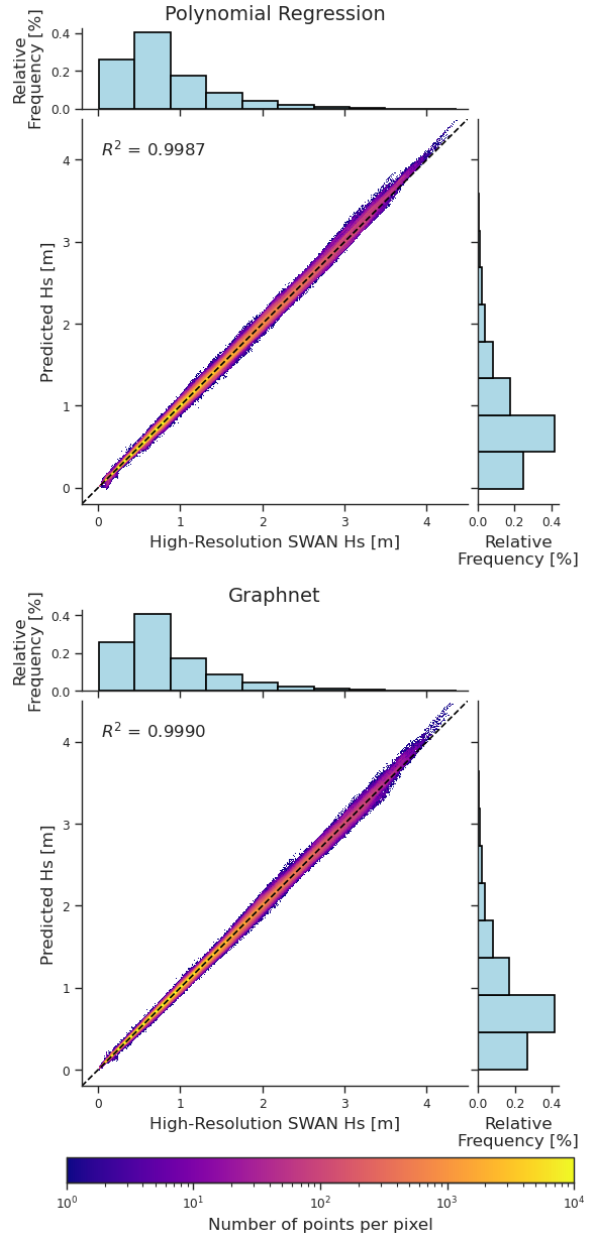 Polynomial Regression
Relative
Frequency [%]
0.4
0.2
0.0
R² = 0.9987
Predicted Hs [m]
4
3
2
1
0
0 1 2 3 4
High-Resolution SWAN Hs [m]
0.0 0.2 0.4
Relative
Frequency [%]
Graphnet
Relative
Frequency [%]
0.4
0.2
0.0
R² = 0.9990
Predicted Hs [m]
4
3
2
1
0
0 1 2 3 4
High-Resolution SWAN Hs [m]
0.0 0.2 0.4
Relative
Frequency [%]
10⁰ 10¹ 10² 10³ 10⁴
Number of points per pixel